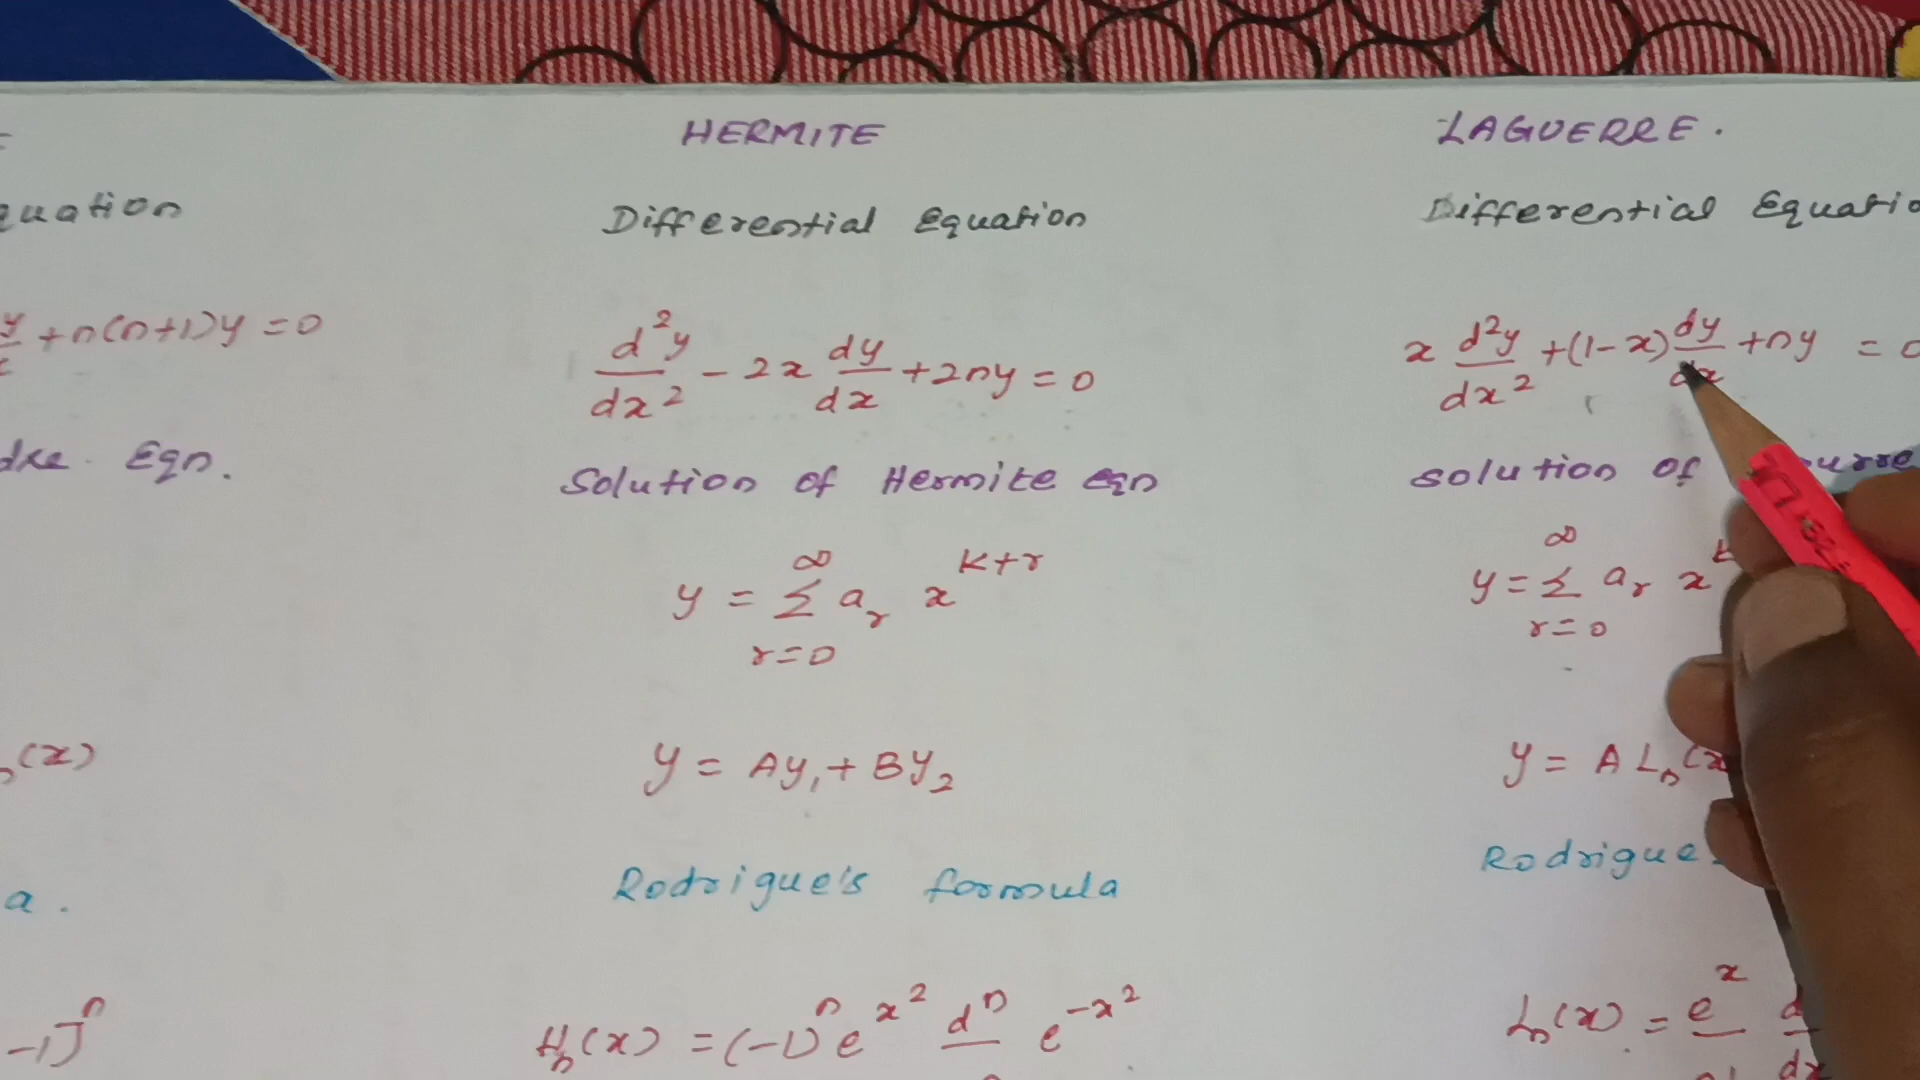 HERMITE
Differential Equation
d²y/dx² - 2x dy/dx + 2ny = 0
Solution of Hermite eqn
y = Σ_{r=0}^{∞} a_r x^{k+r}
y = Ay₁ + By₂
Rodrigue's formula
H_n(x) = (-1)^n e^{x²} d^n e^{-x²}
LAGUERRE.
Differential Equatio
x d²y/dx² + (1-x) dy/dx + ny = 0
Solution of
y = Σ_{r=0}^{∞} a_r x
y = A L_n(x
Rodrigue
L_n(x) = e^x d
dx
quation
+ n(n+1)y = 0
Eqn.
n(x)
a.
-1]^n